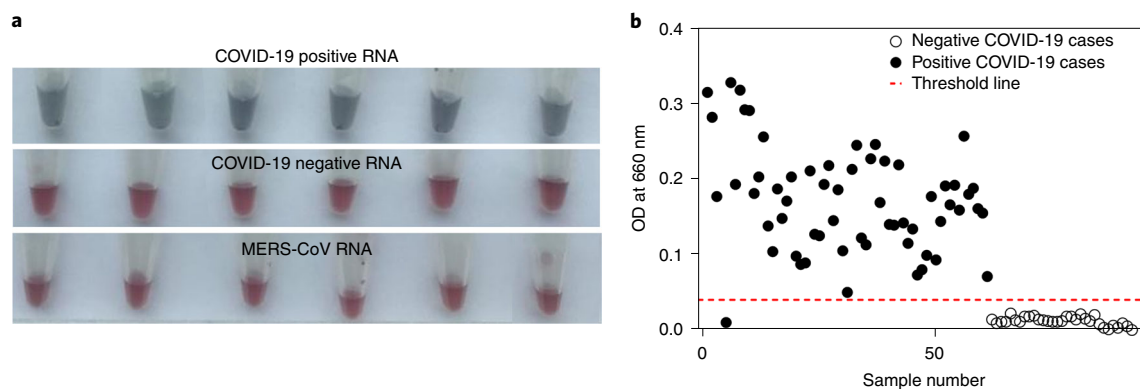 a
COVID-19 positive RNA
COVID-19 negative RNA
MERS-CoV RNA
b
0.4
0.3
0.2
0.1
0.0
OD at 660 nm
Negative COVID-19 cases
Positive COVID-19 cases
Threshold line
0
50
Sample number